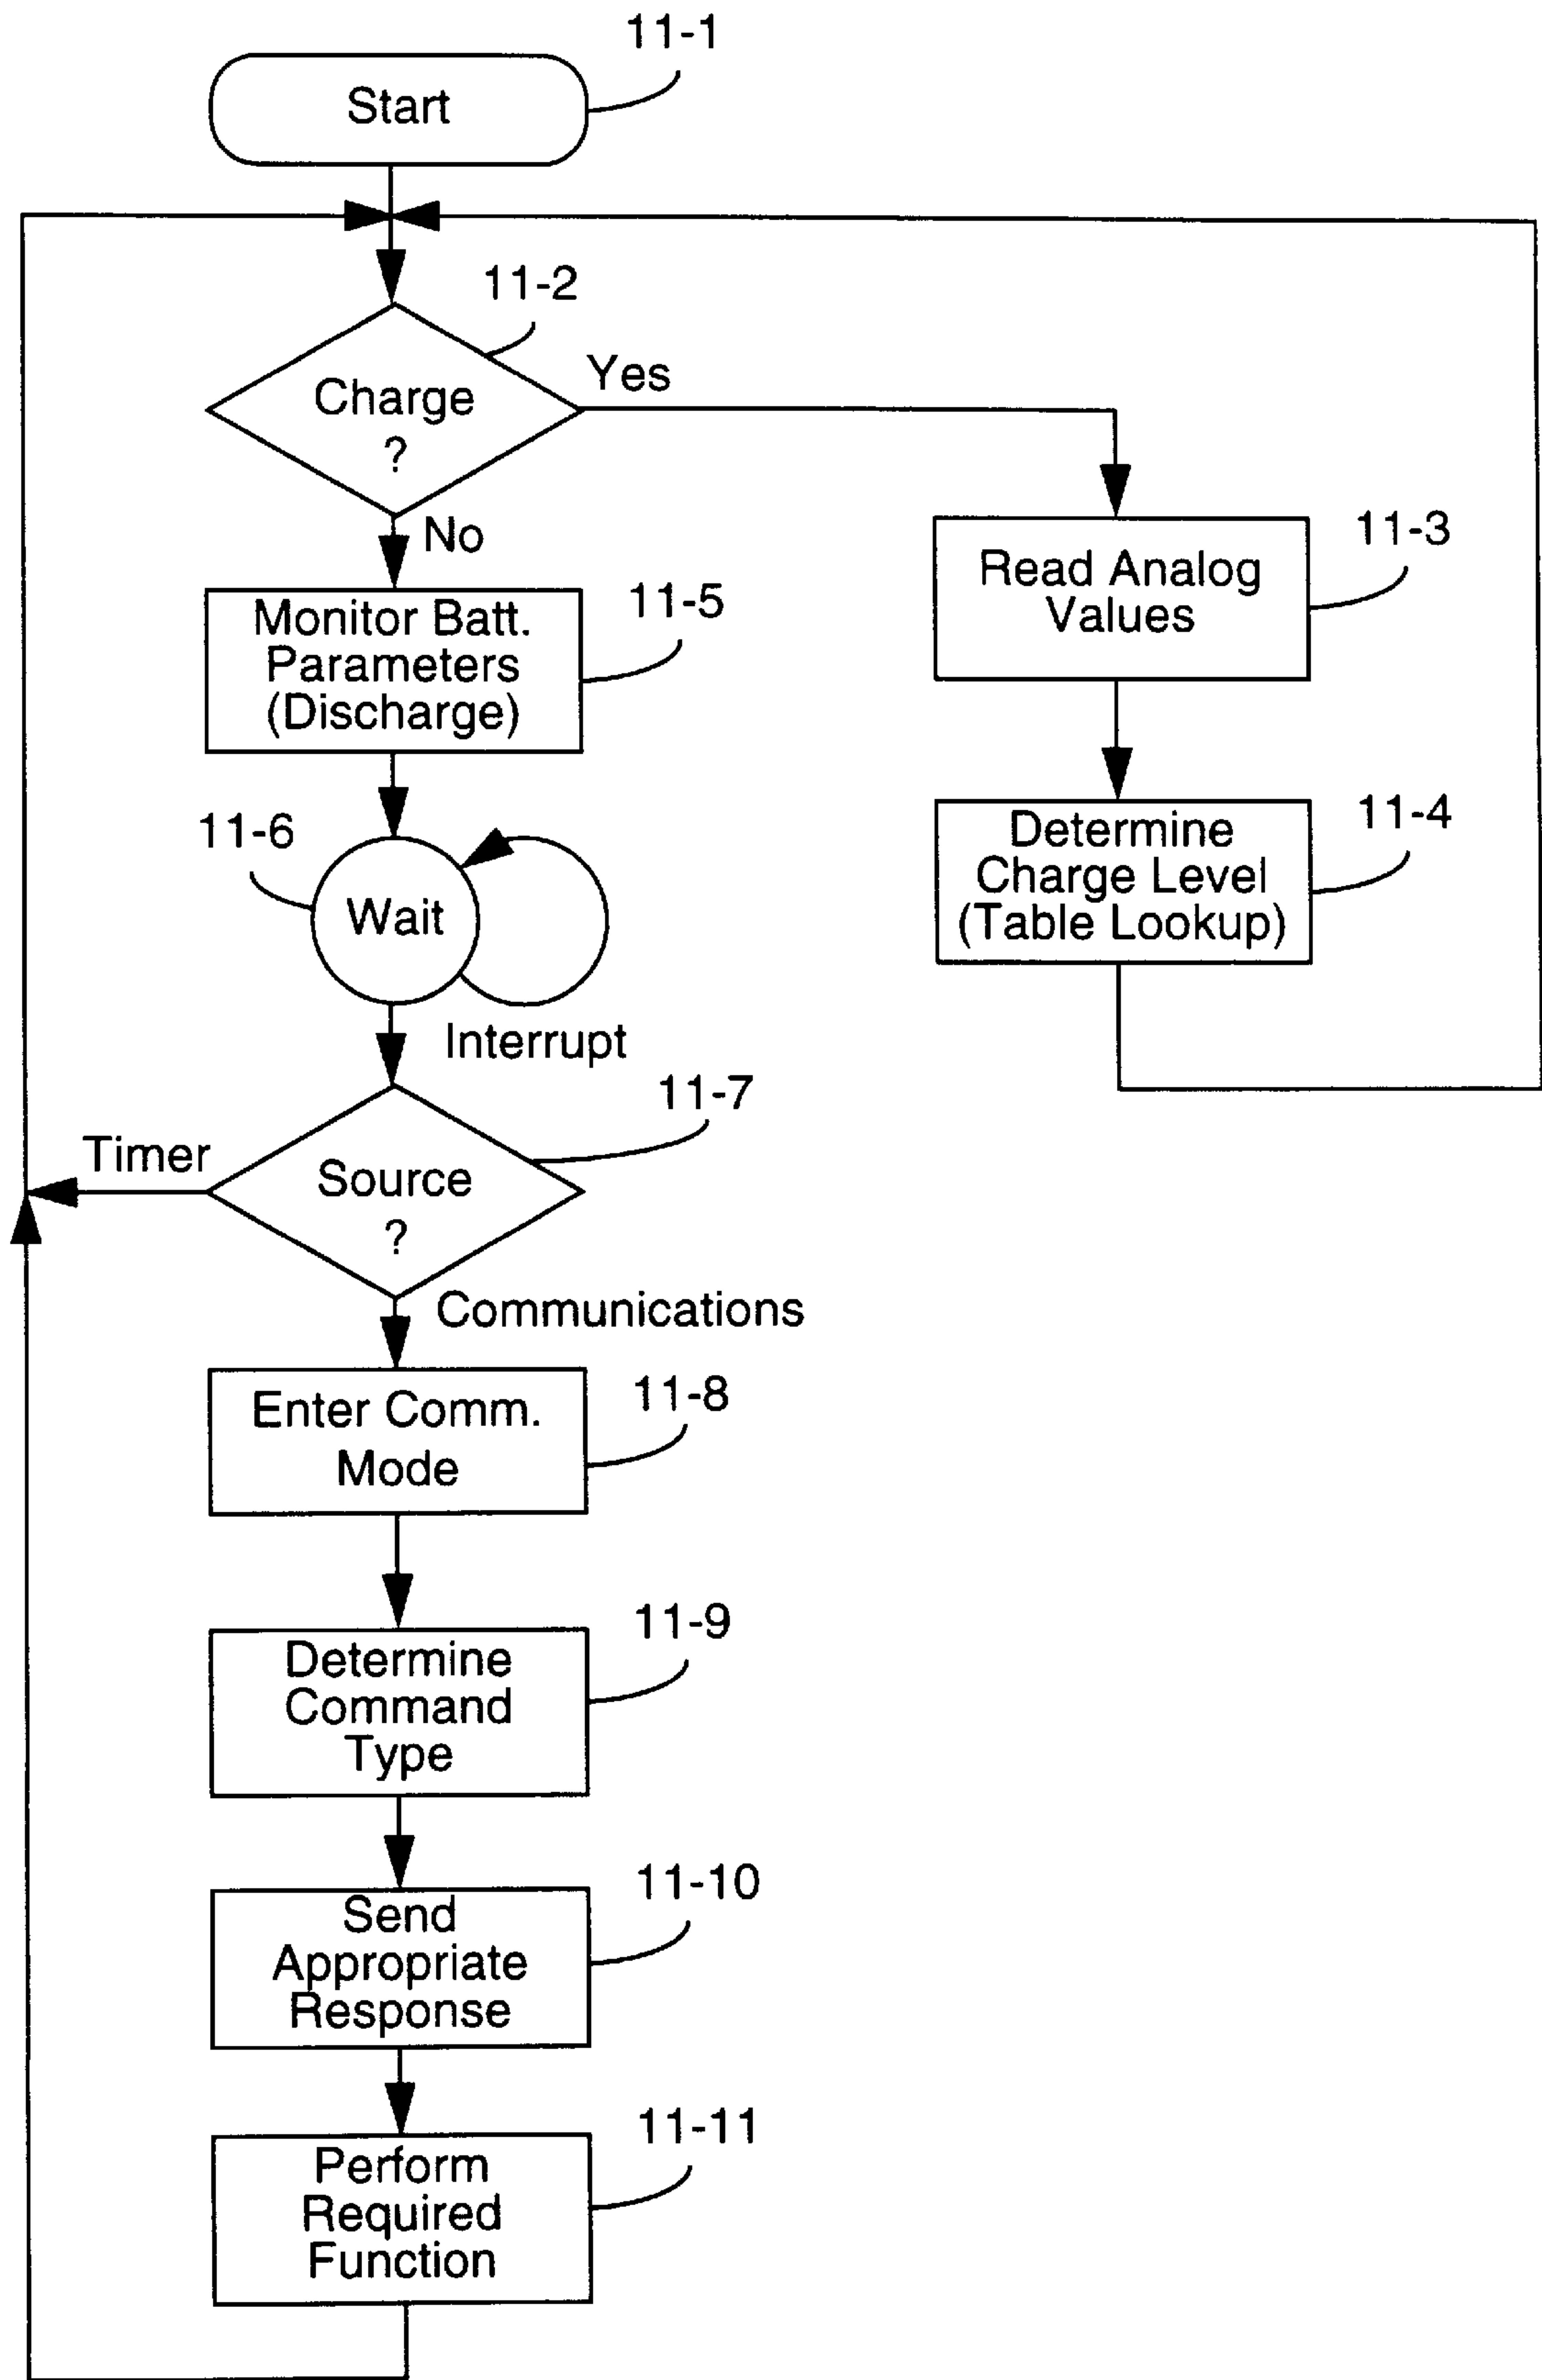 11-1
Start
11-2
Charge
?
Yes
No
11-3
Read Analog
Values
11-5
Monitor Batt.
Parameters
(Discharge)
11-4
Determine
Charge Level
(Table Lookup)
11-6
Wait
Interrupt
11-7
Timer
Source
?
Communications
11-8
Enter Comm.
Mode
11-9
Determine
Command
Type
11-10
Send
Appropriate
Response
11-11
Perform
Required
Function